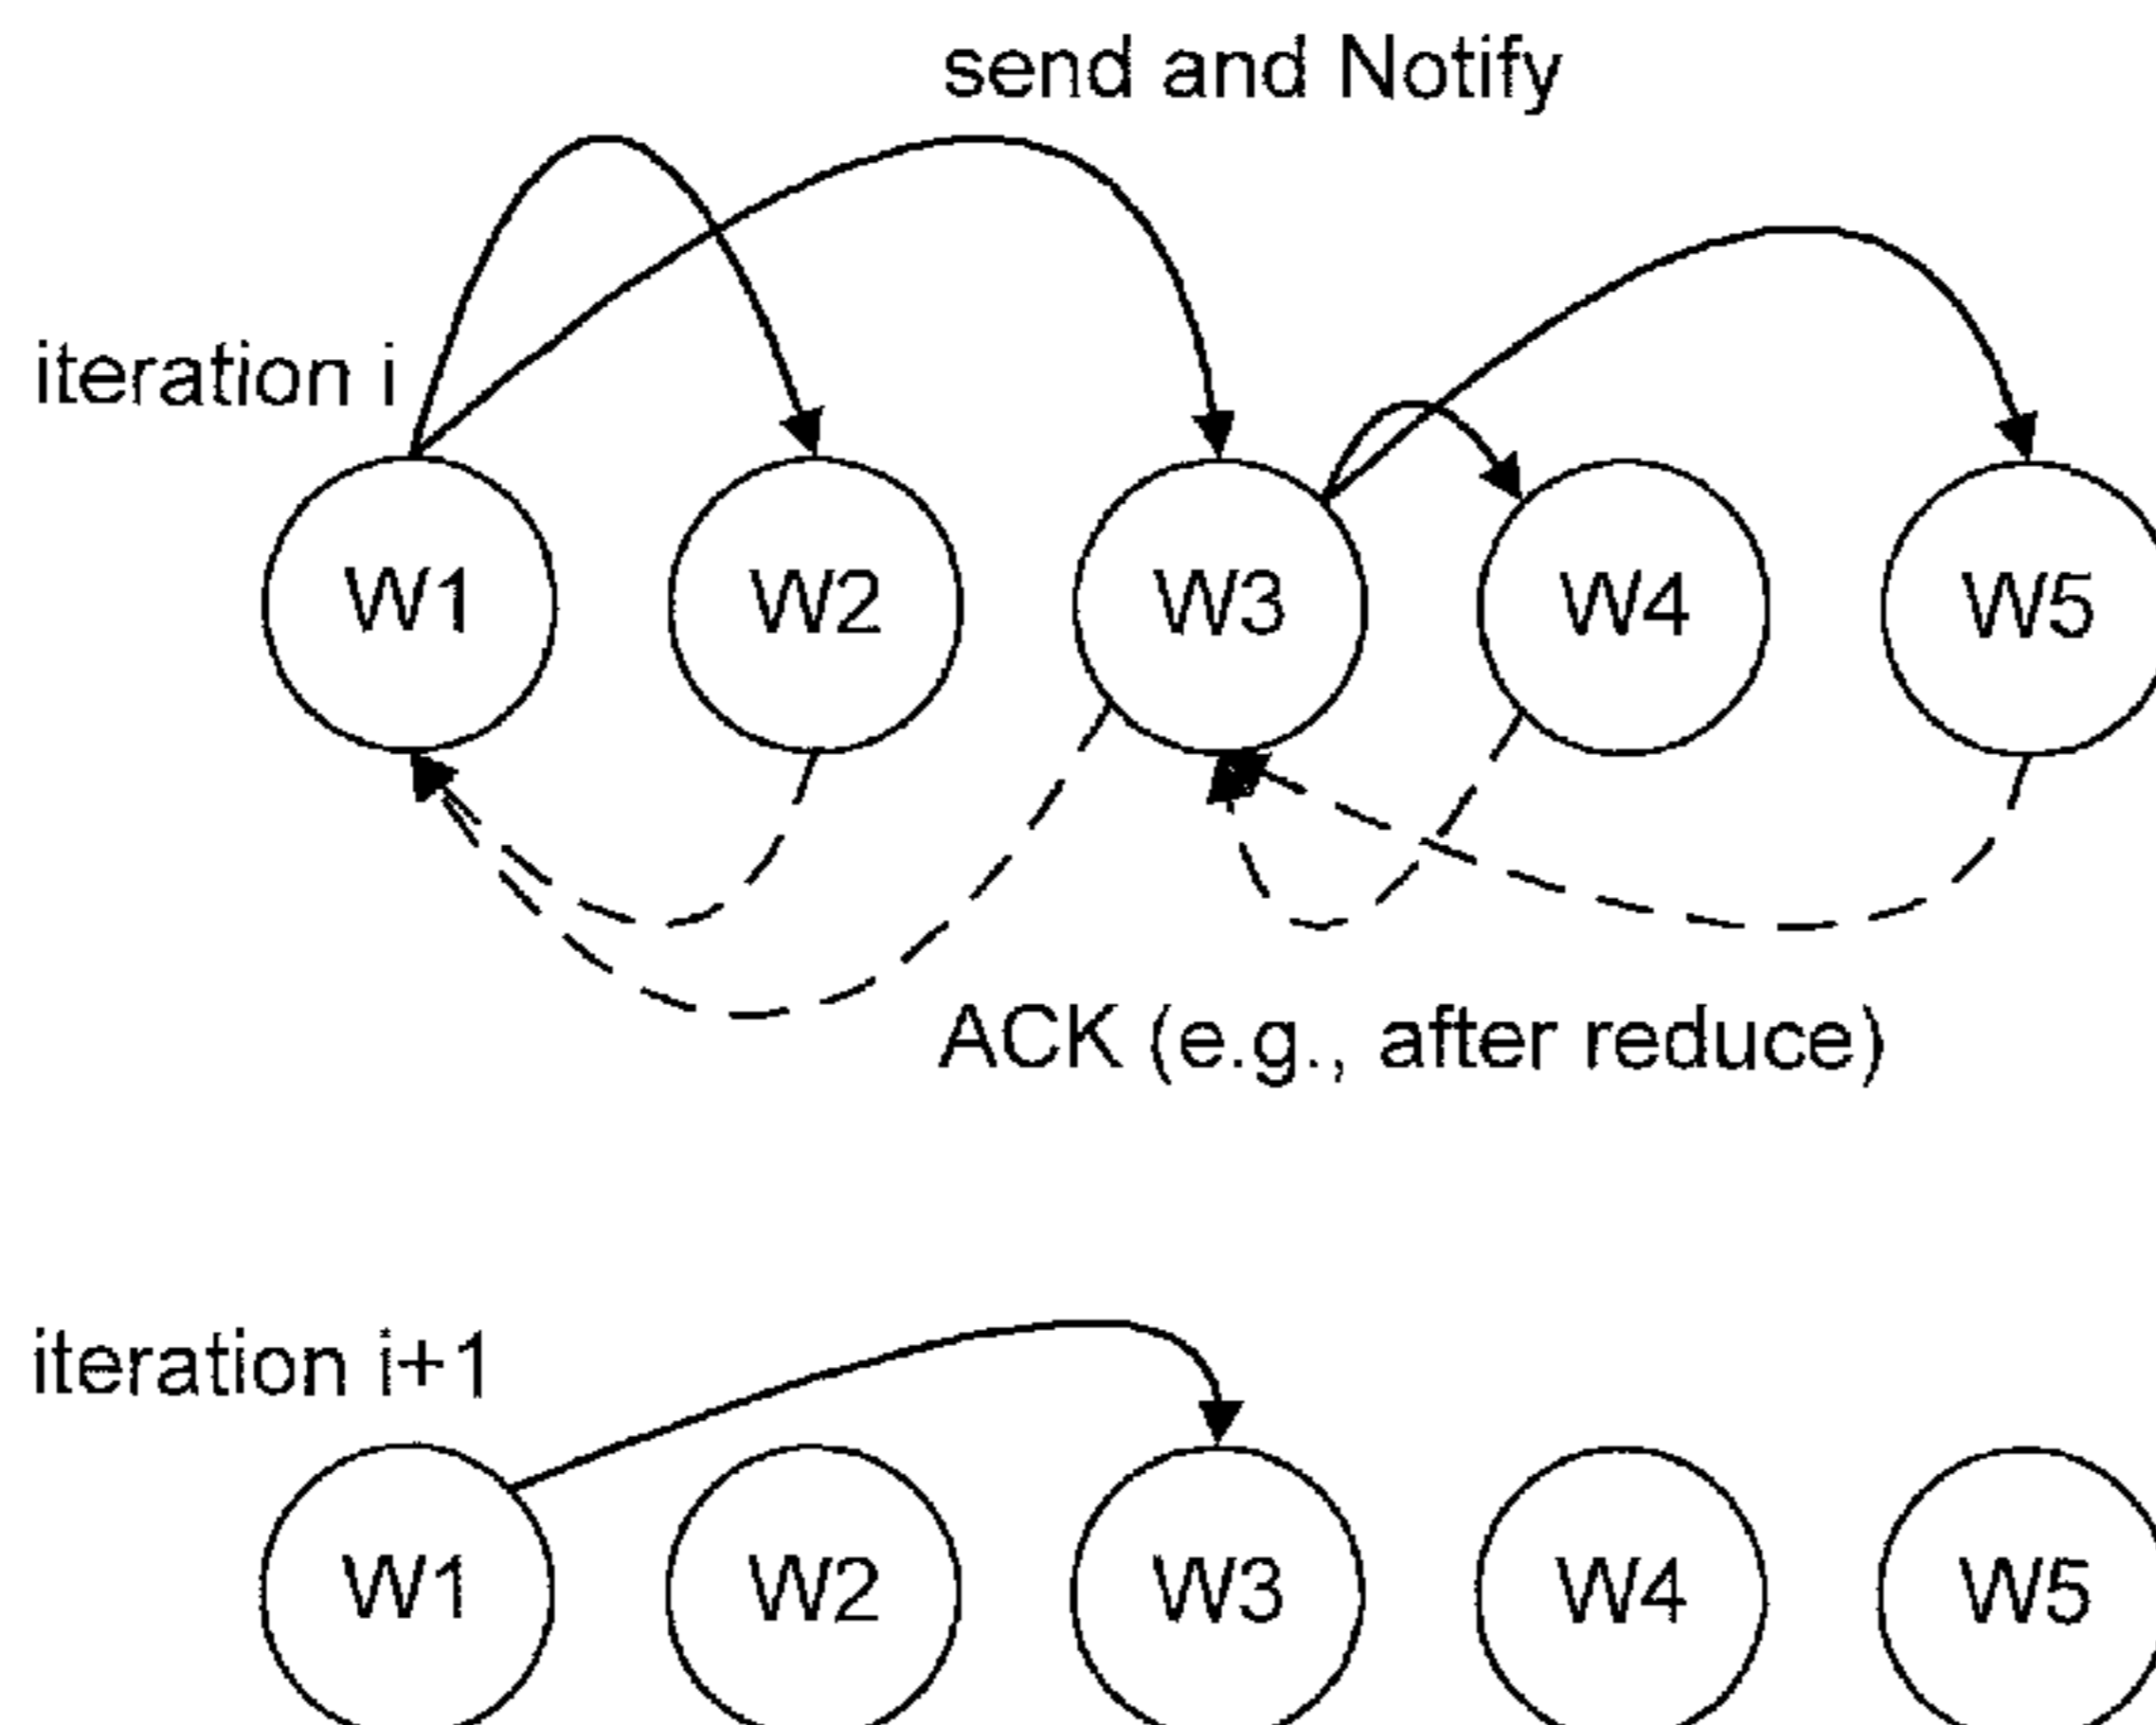 send and Notify
iteration i
W1 W2 W3 W4 W5
ACK (e.g., after reduce)
iteration i+1
W1 W2 W3 W4 W5